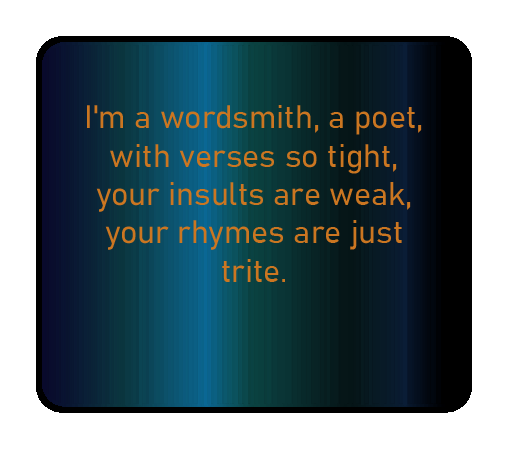 I'm a wordsmith, a poet,
with verses so tight,
your insults are weak,
your rhymes are just
trite.